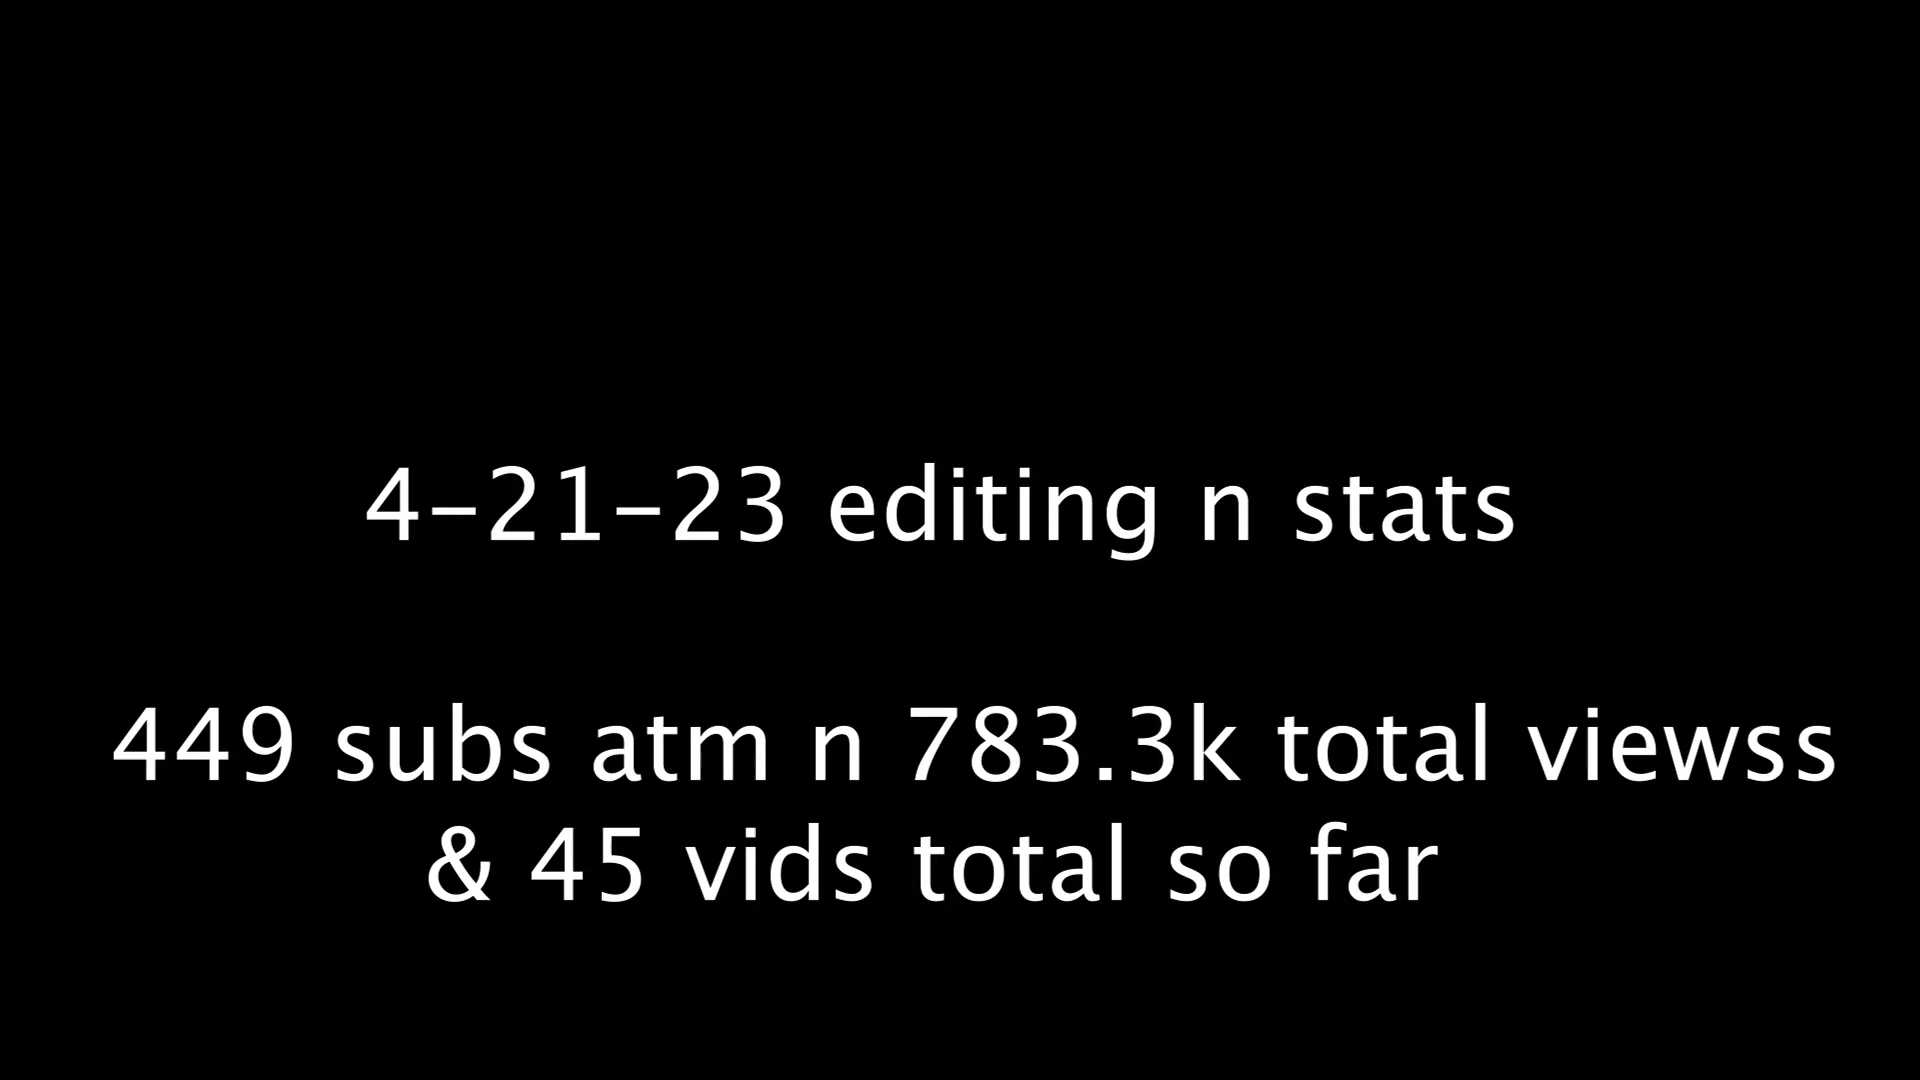 4-21-23 editing n stats
449 subs atm n 783.3k total viewss
& 45 vids total so far